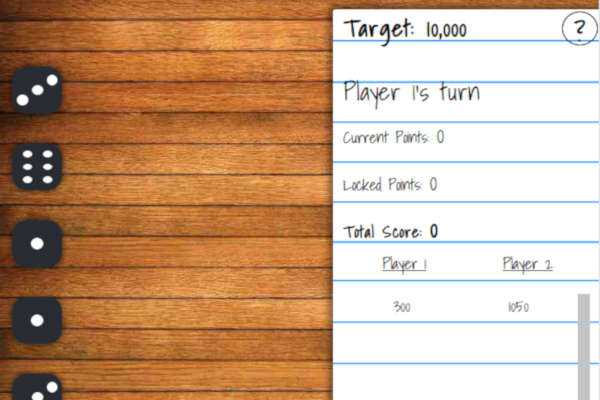 Target: 10,000
?
Player 1's turn
Current Points: 0
Locked Points: 0
Total Score: 0
Player 1 Player 2
300 1050